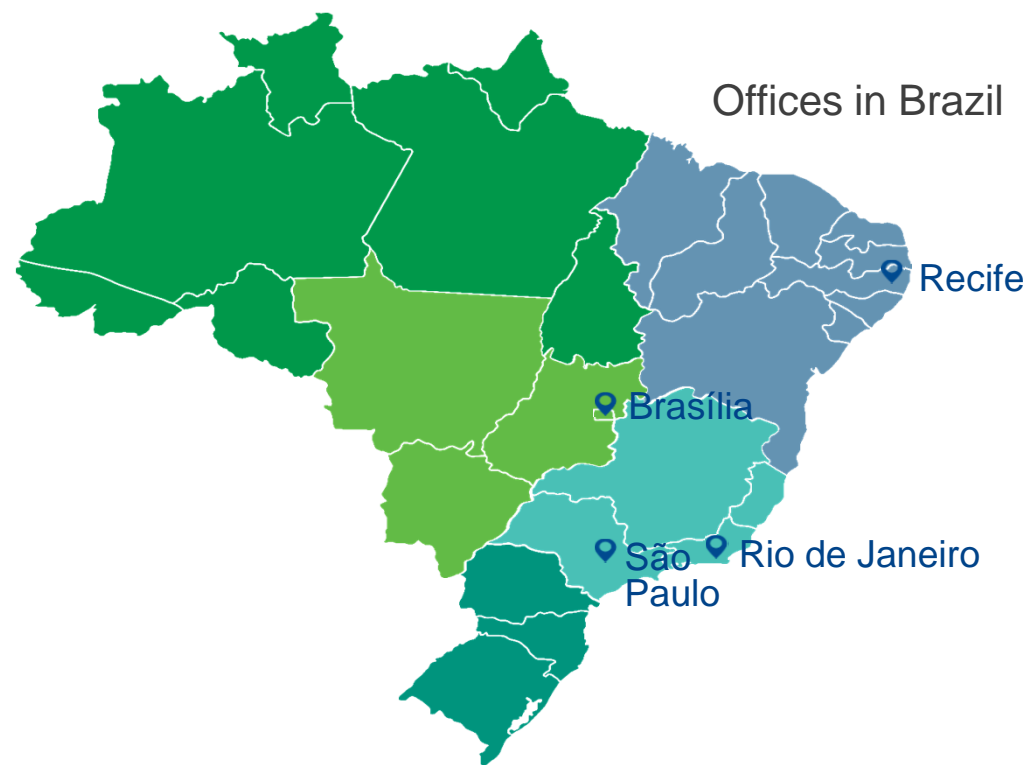 Offices in Brazil
Recife
Brasília
São
Paulo
Rio de Janeiro